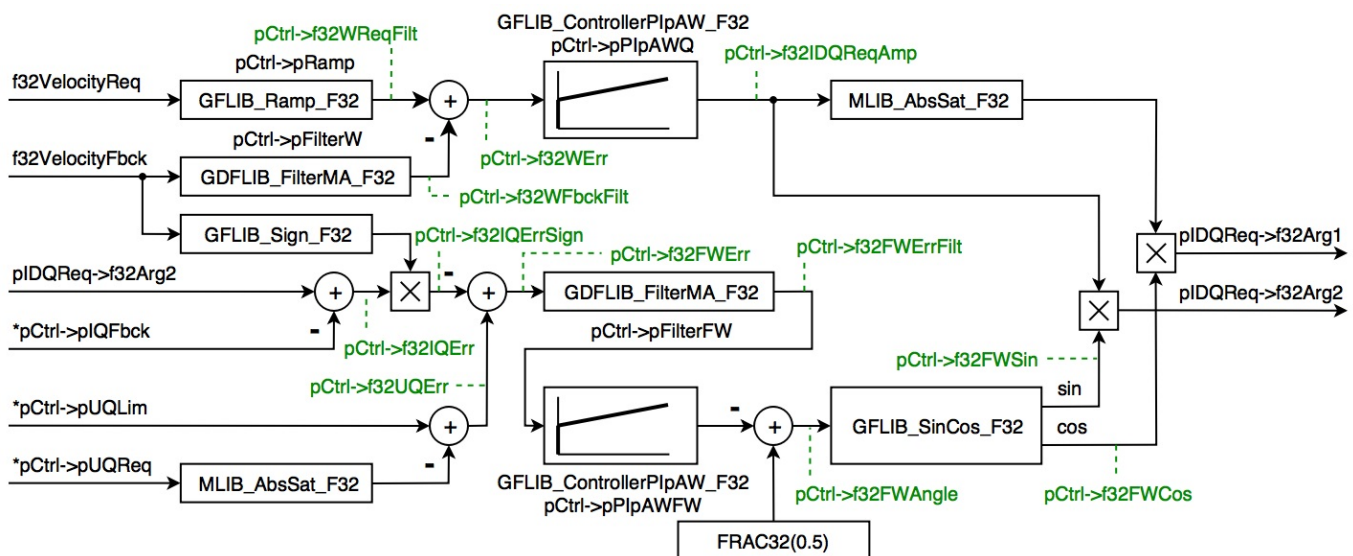 GFLIB_ControllerPIpAW_F32
pCtrl->f32WReqFilt
pCtrl->pPIpAWQ
pCtrl->f32IDQReqAmp
pCtrl->pRamp
f32VelocityReq
GFLIB_Ramp_F32
+
MLIB_AbsSat_F32
pCtrl->pFilterW
-
f32VelocityFbck
pCtrl->f32WErr
GDFLIB_FilterMA_F32
pCtrl->f32WFbckFilt
GFLIB_Sign_F32
pCtrl->f32IQErrSign
pCtrl->f32FWErr
pCtrl->f32FWErrFilt
pIDQReq->f32Arg1
×
pIDQReq->f32Arg2
-
+
×
+
GDFLIB_FilterMA_F32
pIDQReq->f32Arg2
×
*pCtrl->pIQFbck
-
pCtrl->pFilterFW
pCtrl->f32IQErr
pCtrl->f32FWSin
pCtrl->f32UQErr
sin
*pCtrl->pUQLim
+
-
+
GFLIB_SinCos_F32
cos
*pCtrl->pUQReq
-
MLIB_AbsSat_F32
GFLIB_ControllerPIpAW_F32
pCtrl->pPIpAWFW
pCtrl->f32FWAngle
pCtrl->f32FWCos
FRAC32(0.5)